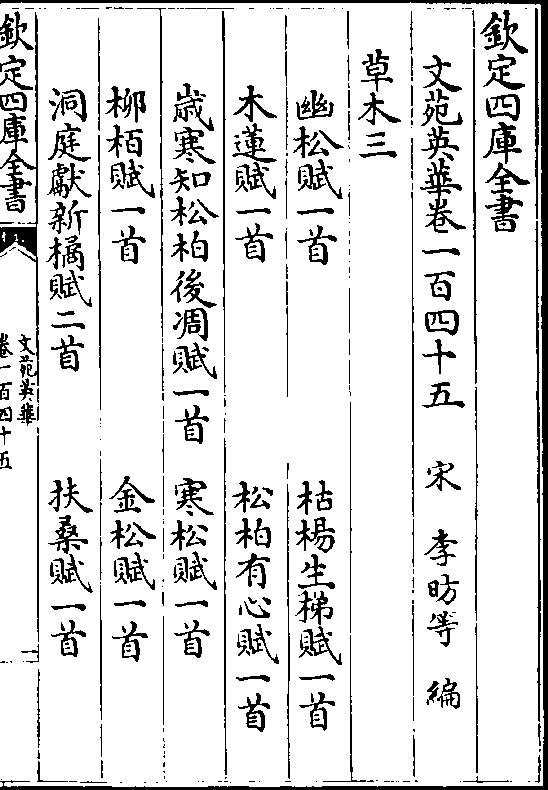 欽定四庫全書
文苑英華卷一百四十五 宋 李昉等 編
草木三
幽松賦一首 枯楊生梯賦一首
木蓮賦一首 松柏有心賦一首
歳寒知松柏後凋賦一首 寒松賦一首
柳栢賦一首 金松賦一首
洞庭獻新橘賦二首 扶桑賦一首
欽定四庫全書
文苑英華
卷一百四十五
一